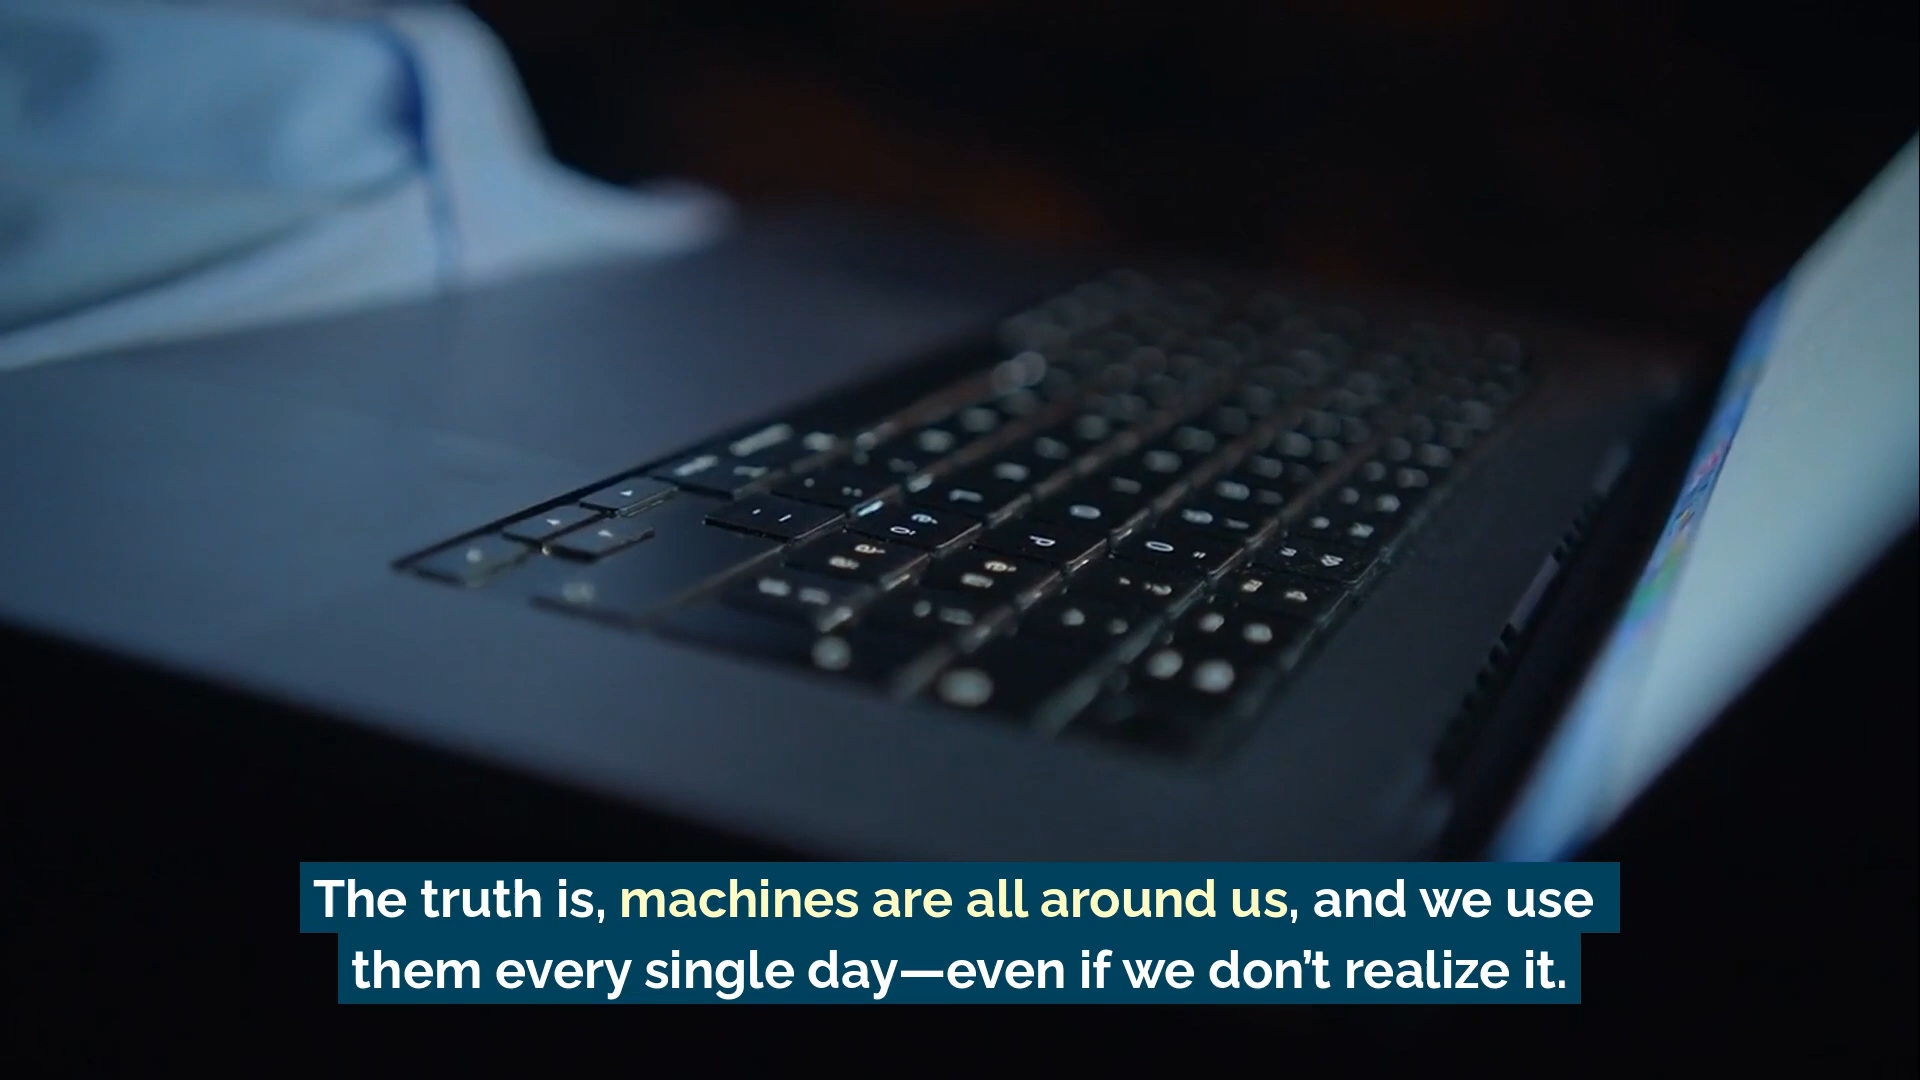 The truth is, machines are all around us, and we use
them every single day—even if we don’t realize it.